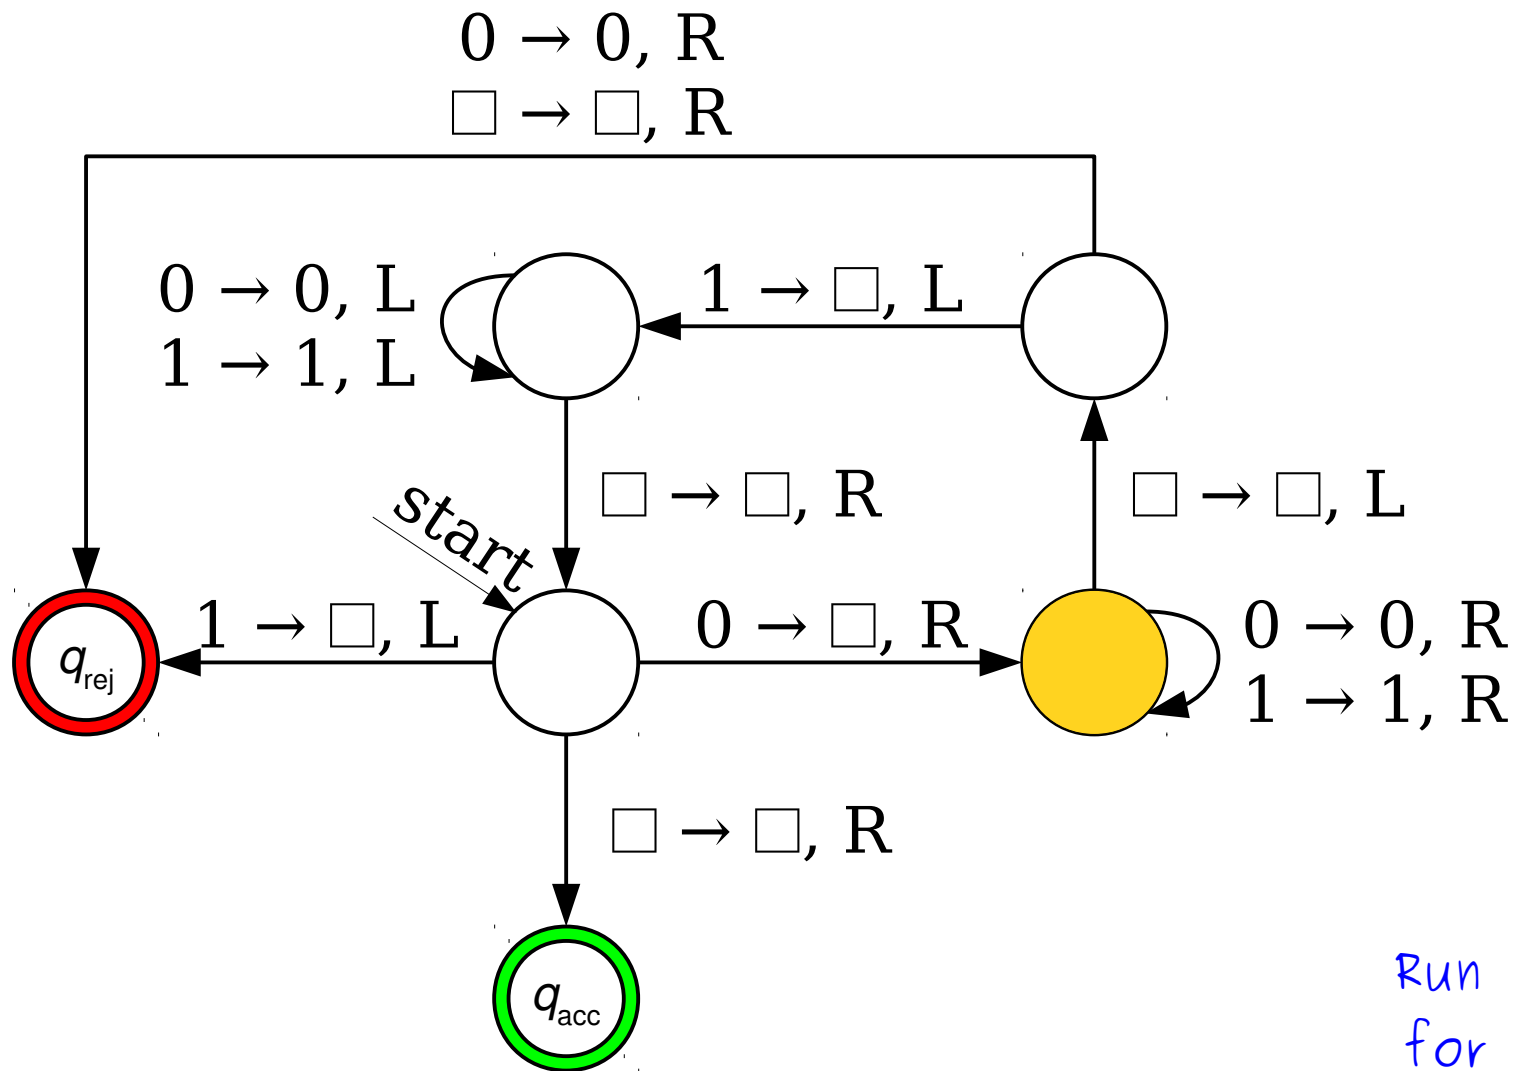 0 → 0, R
□ → □, R
0 → 0, L
1 → 1, L
1 → □, L
□ → □, R
□ → □, L
start
1 → □, L
0 → □, R
0 → 0, R
1 → 1, R
q_rej
□ → □, R
q_acc
Run
for